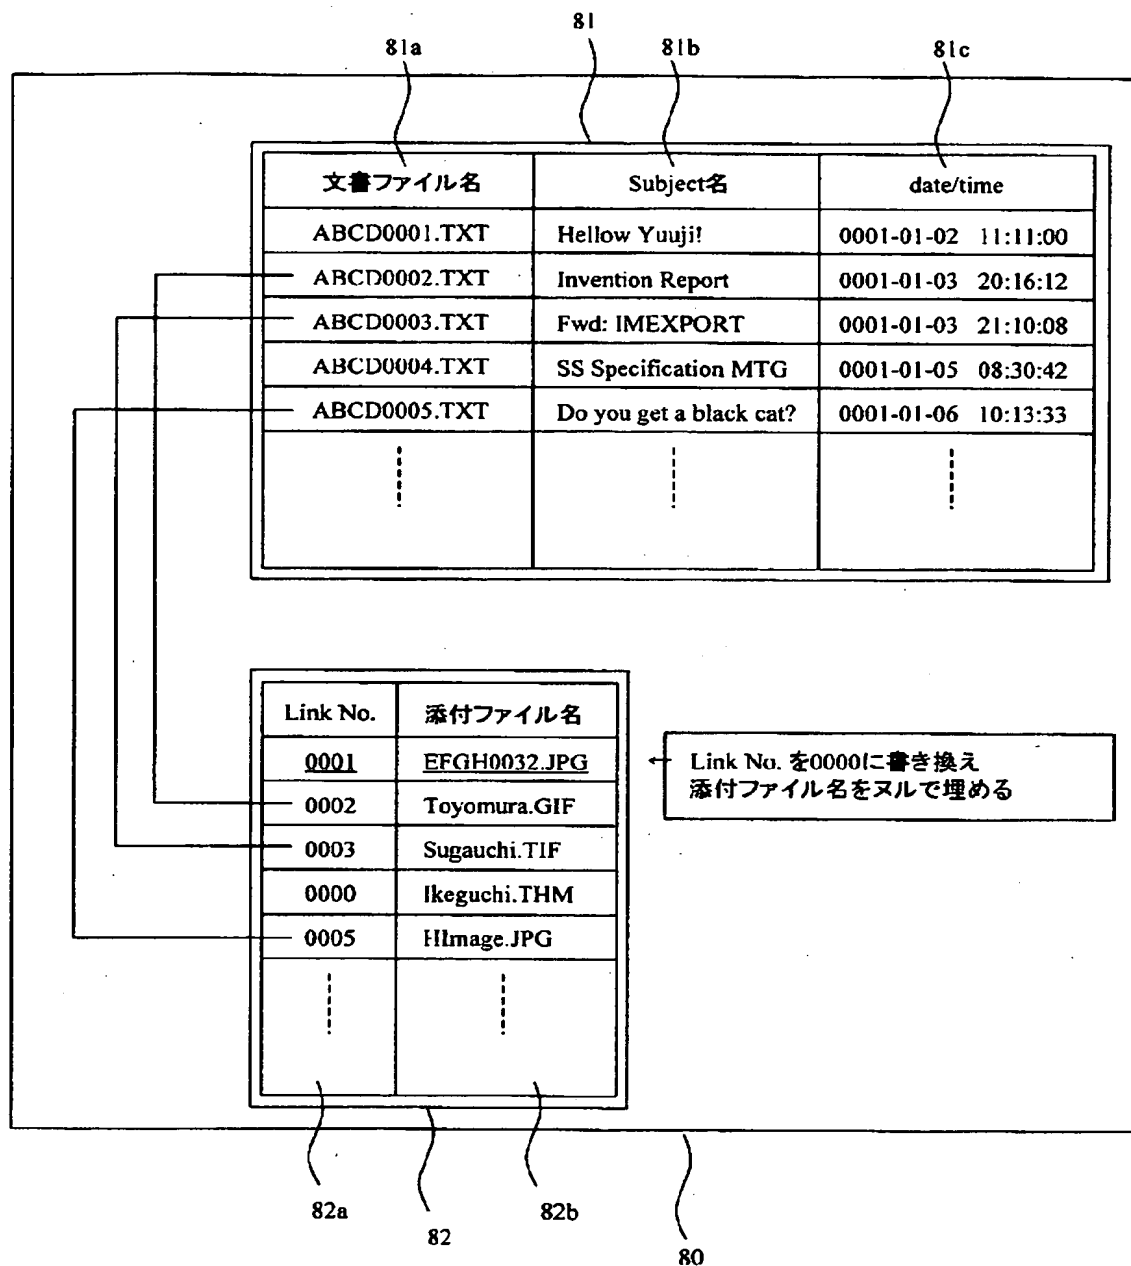 81
81a 81b 81c
文書ファイル名 Subject名 date/time
ABCD0001.TXT Hellow Yuuji! 0001-01-02 11:11:00
ABCD0002.TXT Invention Report 0001-01-03 20:16:12
ABCD0003.TXT Fwd: IMEXPORT 0001-01-03 21:10:08
ABCD0004.TXT SS Specification MTG 0001-01-05 08:30:42
ABCD0005.TXT Do you get a black cat? 0001-01-06 10:13:33
Link No. 添付ファイル名
0001 EFGH0032.JPG
0002 Toyomura.GIF
0003 Sugauchi.TIF
0000 Ikeguchi.THM
0005 HImage.JPG
← Link No. を0000に書き換え
添付ファイル名をヌルで埋める
82a 82 82b
80